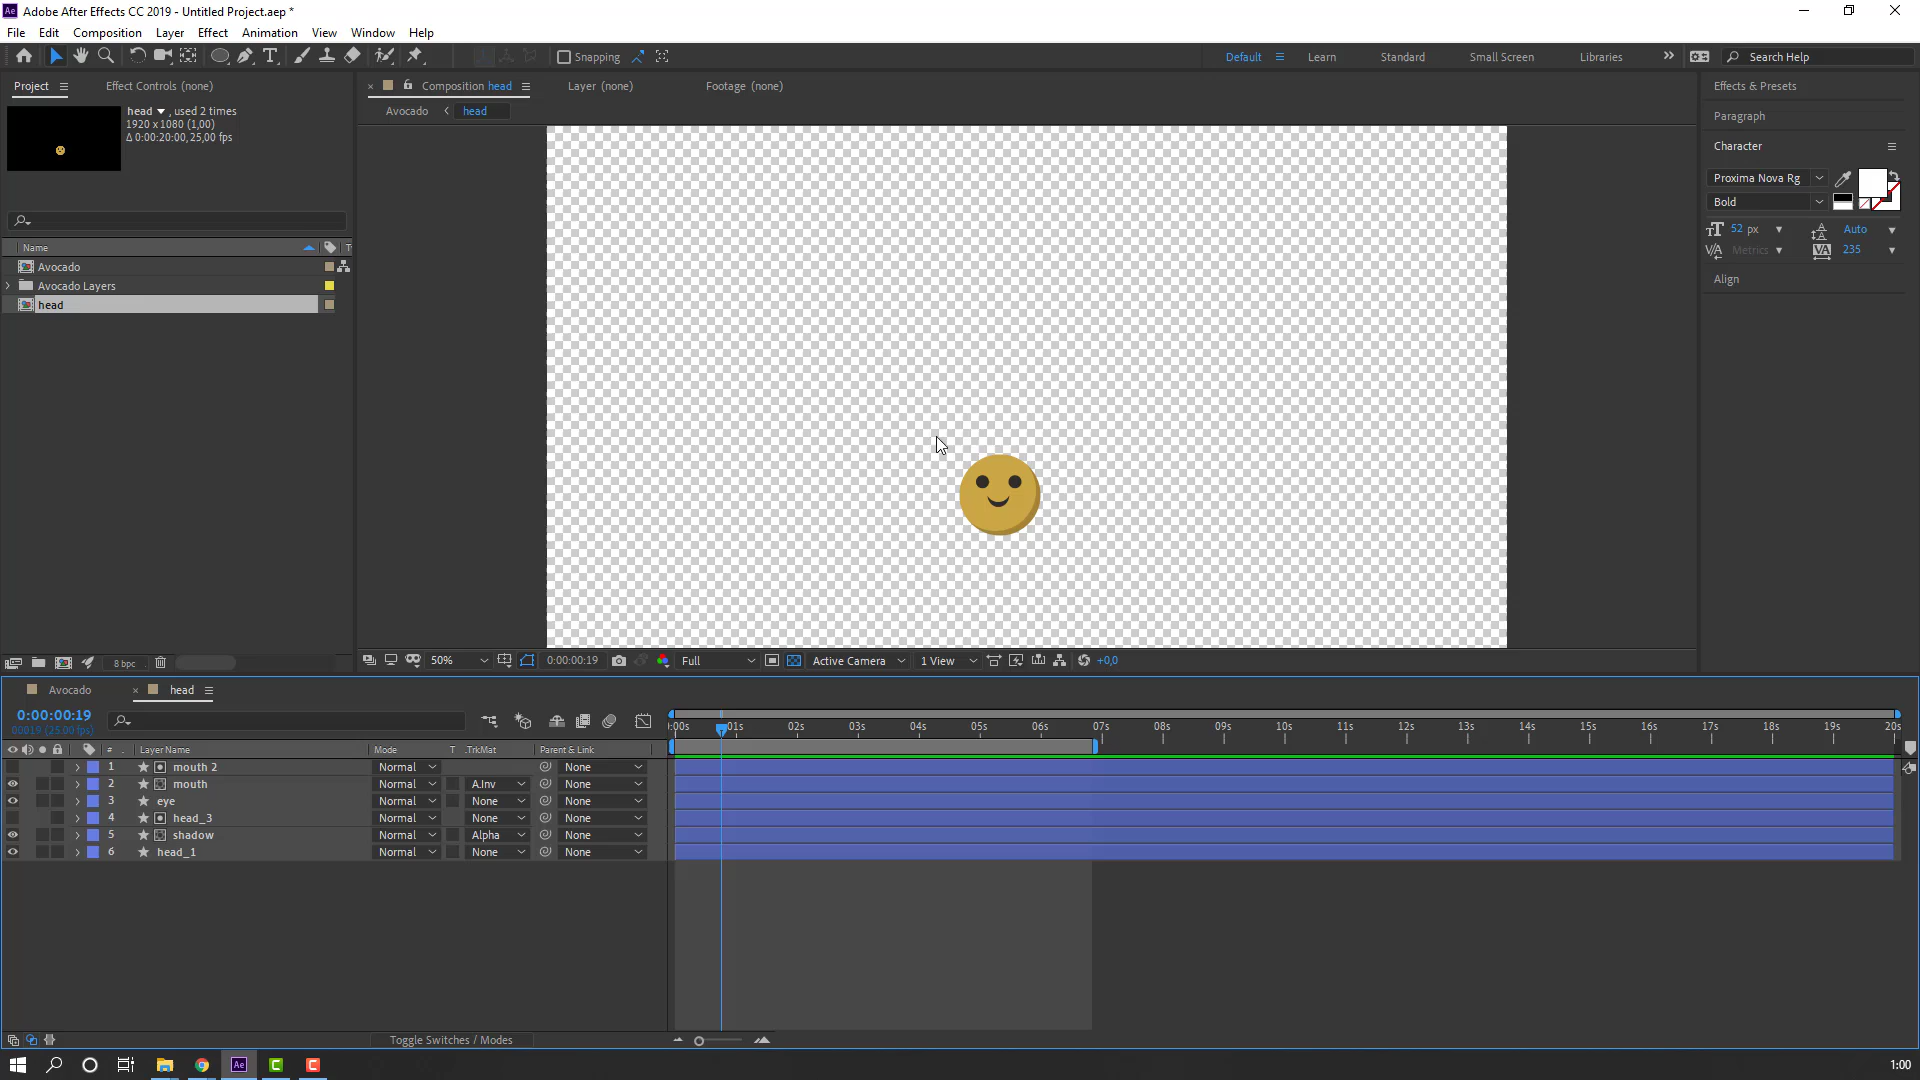 Ae Adobe After Effects CC 2019 - Untitled Project.aep *
File Edit Composition Layer Effect Animation View Window Help
Snapping
Default Learn Standard Small Screen Libraries Search Help
Project Effect Controls (none)
Composition head Layer (none) Footage (none)
Effects & Presets
head , used 2 times
1920 x 1080 (1,00)
Δ 0:00:20:00, 25,00 fps
Avocado head
Paragraph
Character
Proxima Nova Rg
Bold
52 px Auto
Metrics 235
Align
Name T
Avocado
Avocado Layers
head
8 bpc
50% 0:00:00:19 Full Active Camera 1 View +0,0
Avocado head
0:00:00:19
00019 (25.00 fps)
:00s 01s 02s 03s 04s 05s 06s 07s 08s 09s 10s 11s 12s 13s 14s 15s 16s 17s 18s 19s 20s
# . Layer Name Mode T .TrkMat Parent & Link
1 mouth 2 Normal None
2 mouth Normal A.Inv None
3 eye Normal None None
4 head_3 Normal None None
5 shadow Normal Alpha None
6 head_1 Normal None None
Toggle Switches / Modes
Ae C C 1:00